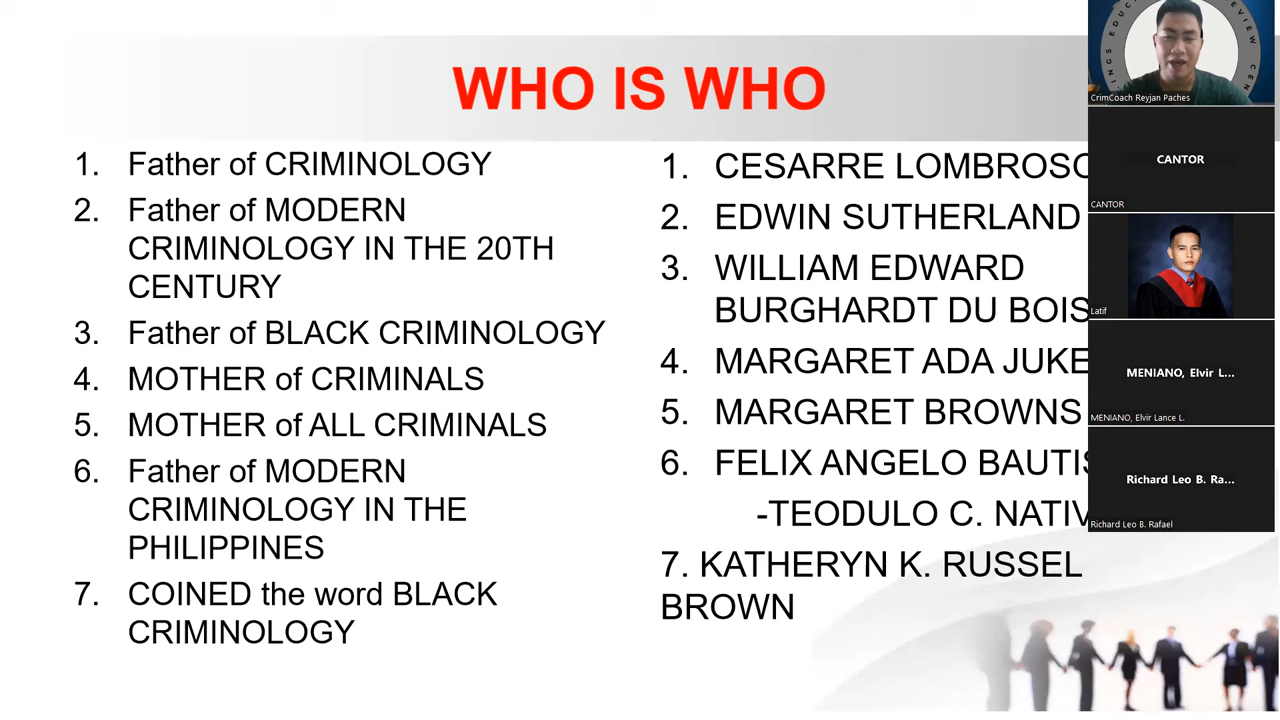 WHO IS WHO
1. Father of CRIMINOLOGY
2. Father of MODERN
CRIMINOLOGY IN THE 20TH
CENTURY
3. Father of BLACK CRIMINOLOGY
4. MOTHER of CRIMINALS
5. MOTHER of ALL CRIMINALS
6. Father of MODERN
CRIMINOLOGY IN THE
PHILIPPINES
7. COINED the word BLACK
CRIMINOLOGY
1. CESARRE LOMBROSO
2. EDWIN SUTHERLAND
3. WILLIAM EDWARD
BURGHARDT DU BOIS
4. MARGARET ADA JUKE
5. MARGARET BROWNS
6. FELIX ANGELO BAUTIS
-TEODULO C. NATIV
7. KATHERYN K. RUSSEL
BROWN
CrimCoach Reyjan Paches
CANTOR
CANTOR
Latif
MENIANO, Elvir L...
MENIANO, Elvir Lance L.
Richard Leo B. Ra...
Richard Leo B. Rafael